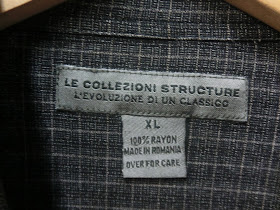 LE COLLEZIONI STRUCTURE
L'EVOLUZIONE DI UN CLASSICO
XL
100% RAYON
MADE IN ROMANIA
OVER FOR CARE